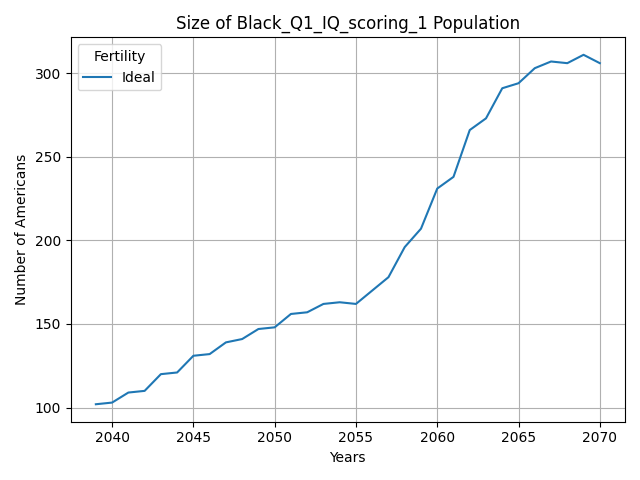 Size of Black_Q1_IQ_scoring_1 Population
Fertility
Ideal
Number of Americans
300
250
200
150
100
2040 2045 2050 2055 2060 2065 2070
Years